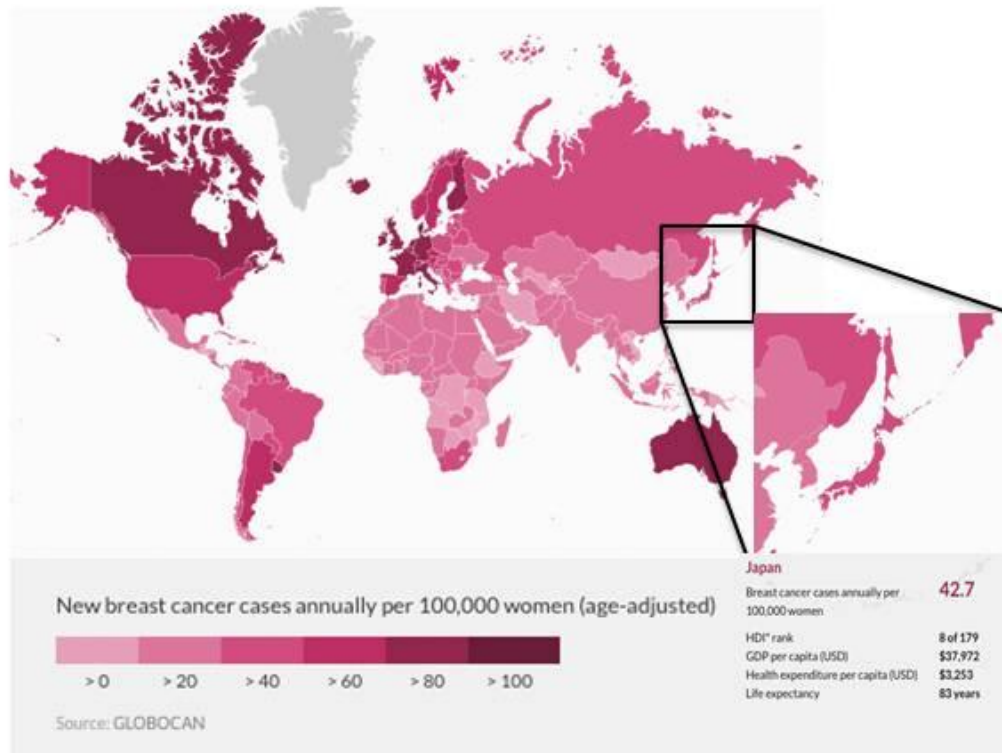 New breast cancer cases annually per 100,000 women (age-adjusted)
> 0 > 20 > 40 > 60 > 80 > 100
Source: GLOBOCAN
Japan
Breast cancer cases annually per 42.7
100,000 women
HDI* rank 8 of 179
GDP per capita (USD) $37,972
Health expenditure per capita (USD) $3,253
Life expectancy 83 years